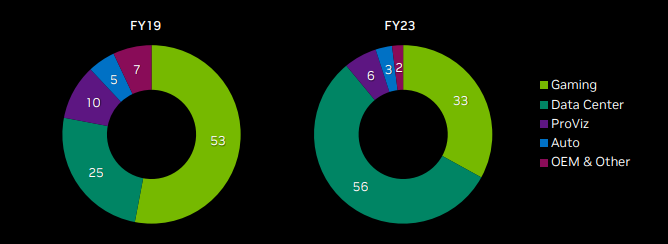 FY19
53
25
10
5
7
FY23
33
56
6
3
2
Gaming
Data Center
ProViz
Auto
OEM & Other